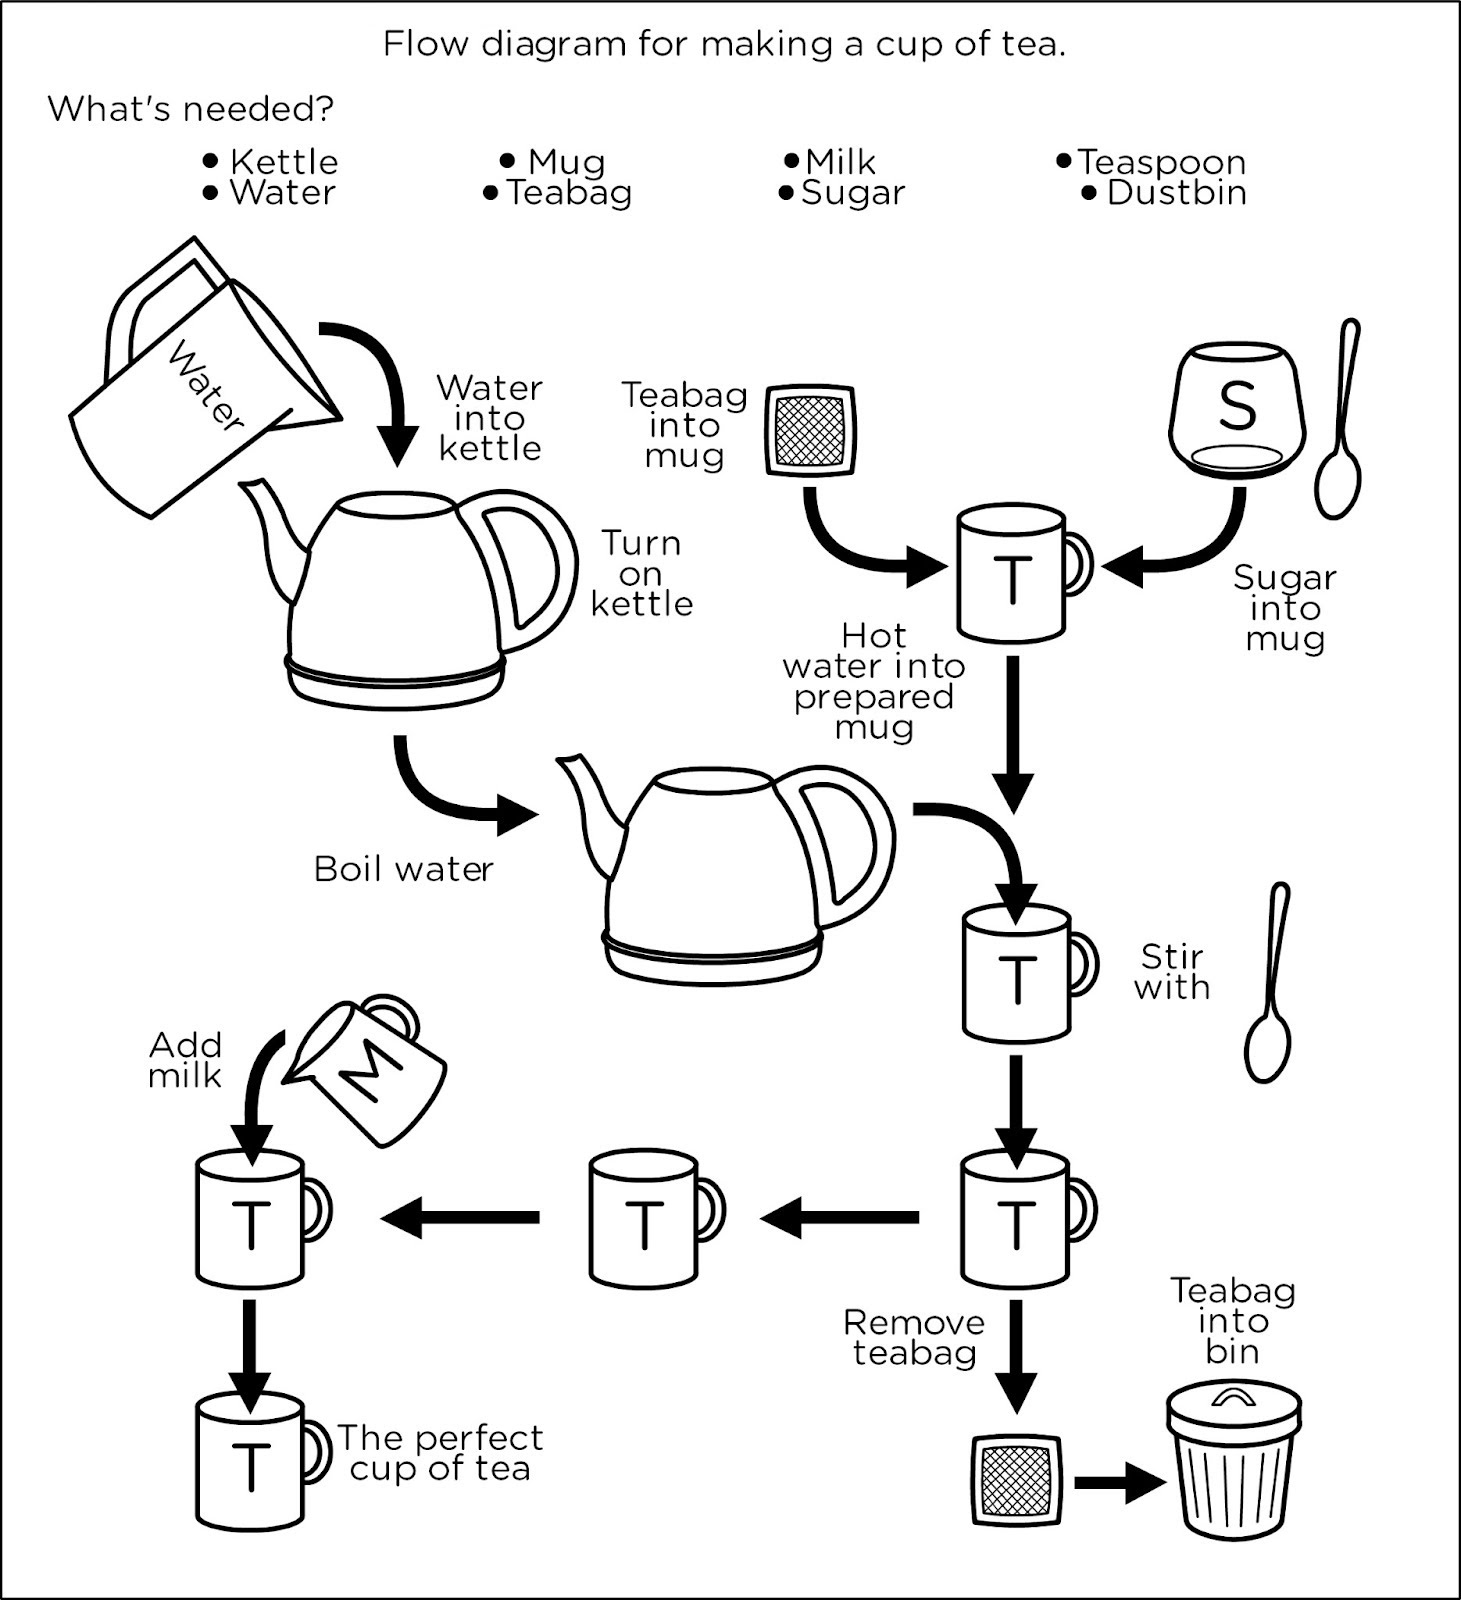 Flow diagram for making a cup of tea.
What's needed?
• Kettle • Mug • Milk • Teaspoon
• Water • Teabag • Sugar • Dustbin
Water
Water
into
kettle
Teabag
into
mug
S
Turn
on
kettle
T
Sugar
into
mug
Hot
water into
prepared
mug
Boil water
T
Stir
with
Add
milk
M
T
T
T
Remove
teabag
Teabag
into
bin
T
The perfect
cup of tea